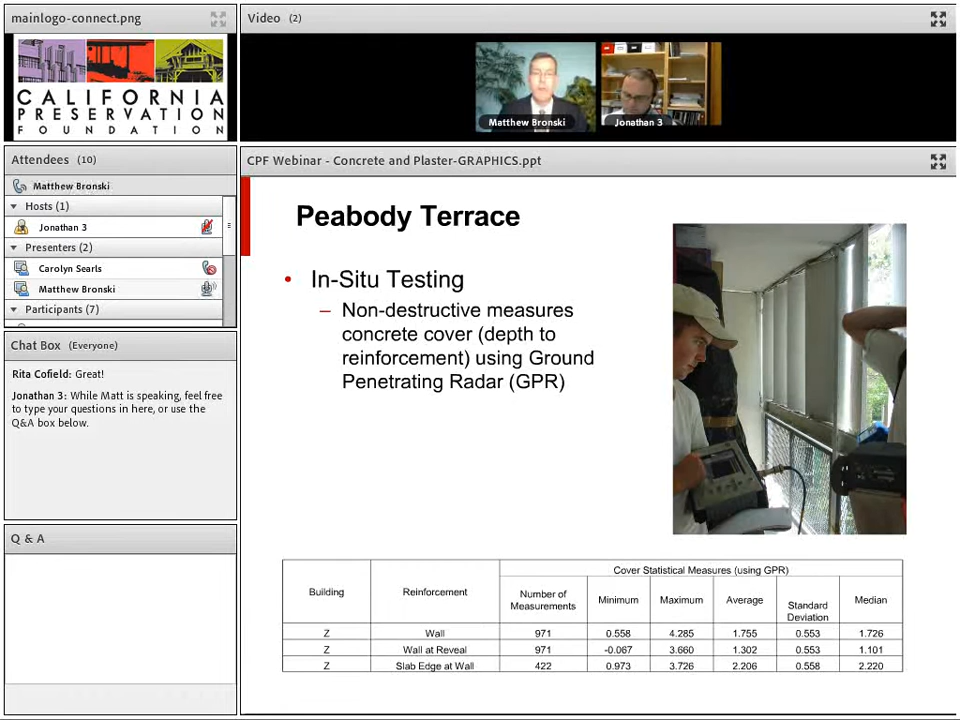 mainlogo-connect.png
CALIFORNIA
PRESERVATION
FOUNDATION
Video (2)
Matthew Bronski
Jonathan 3
Attendees (10)
Matthew Bronski
Hosts (1)
Jonathan 3
Presenters (2)
Carolyn Searls
Matthew Bronski
Participants (7)
Chat Box (Everyone)
Rita Cofield: Great!
Jonathan 3: While Matt is speaking, feel free
to type your questions in here, or use the
Q&A box below.
Q & A
CPF Webinar - Concrete and Plaster-GRAPHICS.ppt
Peabody Terrace
• In-Situ Testing
– Non-destructive measures
concrete cover (depth to
reinforcement) using Ground
Penetrating Radar (GPR)
Cover Statistical Measures (using GPR)
Building Reinforcement Number of Measurements Minimum Maximum Average Standard Deviation Median
Z Wall 971 0.558 4.285 1.755 0.553 1.726
Z Wall at Reveal 971 -0.067 3.660 1.302 0.553 1.101
Z Slab Edge at Wall 422 0.973 3.726 2.206 0.558 2.220